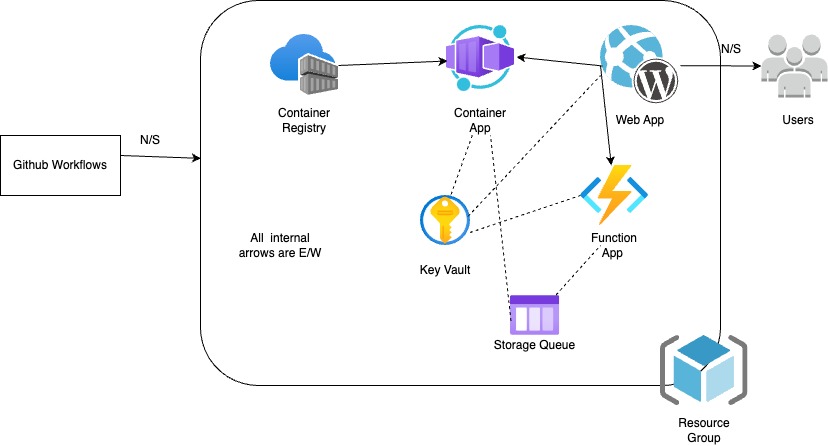 N/S
Container
Registry
Container
App
Web App
Users
N/S
Github Workflows
All  internal
arrows are E/W
Key Vault
Function
App
Storage Queue
Resource
Group